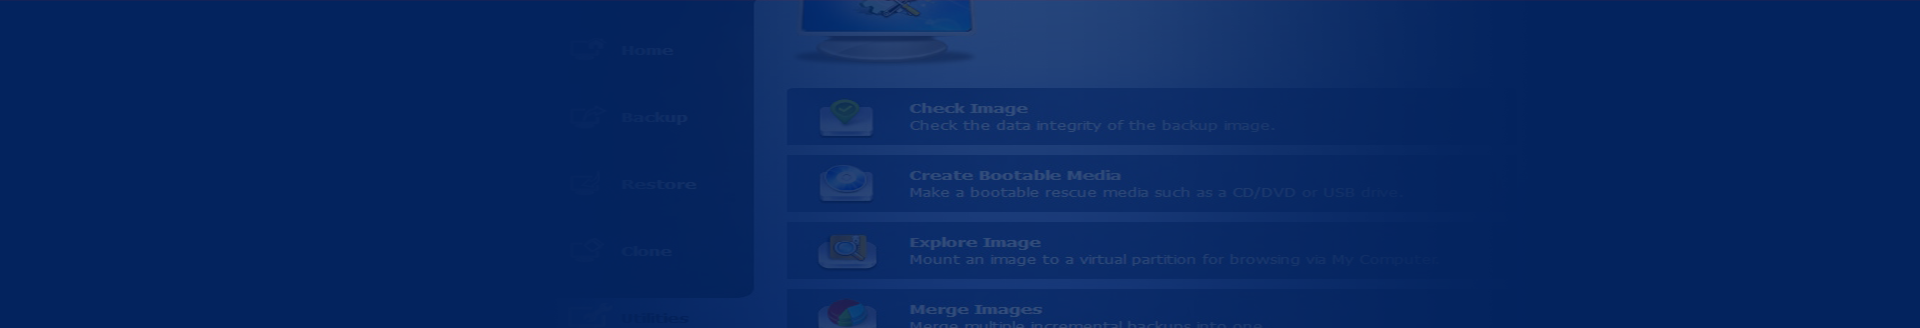 Home
Backup
Restore
Clone
Utilities
Check Image
Check the data integrity of the backup image.
Create Bootable Media
Make a bootable rescue media such as a CD/DVD or USB drive.
Explore Image
Mount an image to a virtual partition for browsing via My Computer
Merge Images
Merge multiple incremental backups into one